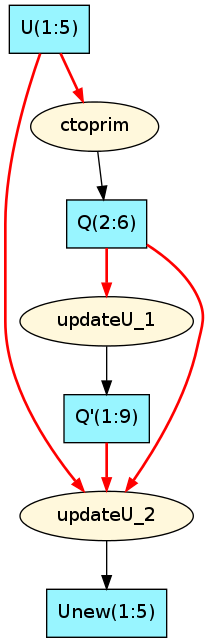 U(1:5)
ctoprim
Q(2:6)
updateU_1
Q'(1:9)
updateU_2
Unew(1:5)